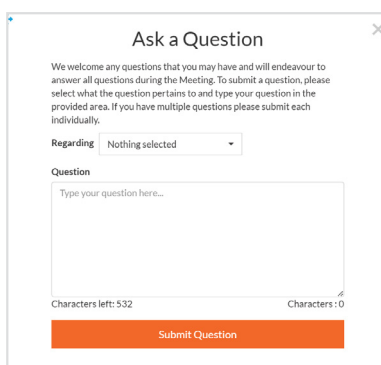 Ask a Question
We welcome any questions that you may have and will endeavour to
answer all questions during the Meeting. To submit a question, please
select what the question pertains to and type your question in the
provided area. If you have multiple questions please submit each
individually.
Regarding Nothing selected
Question
Type your question here...
Characters left: 532 Characters : 0
Submit Question